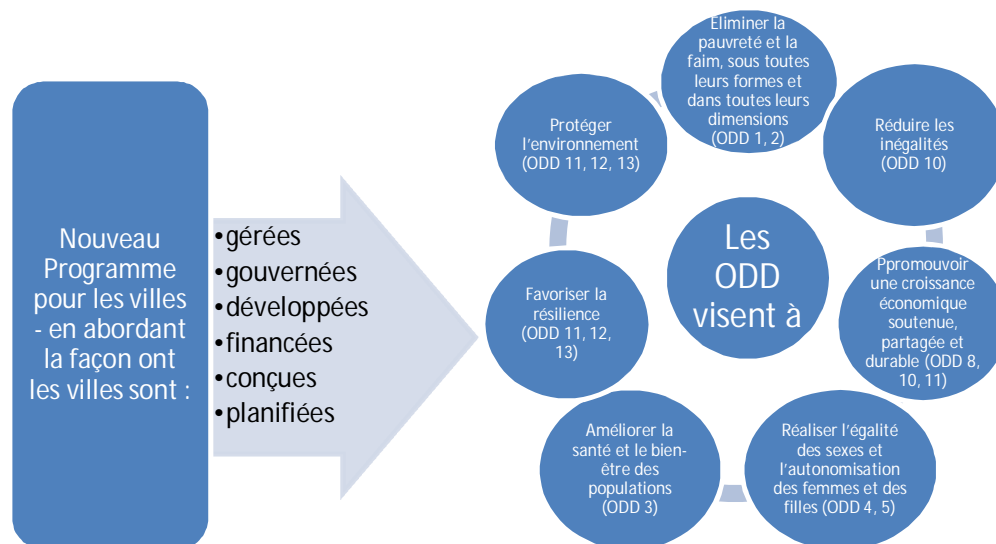 Nouveau
Programme
pour les villes
- en abordant
la façon ont
les villes sont :
•gérées
•gouvernées
•développées
•financées
•conçues
•planifiées
Les
ODD
visent à
Eliminer la
pauvreté et la
faim, sous toutes
leurs formes et
dans toutes leurs
dimensions
(ODD 1, 2)
Réduire les
inégalités
(ODD 10)
Ppromouvoir
une croissance
économique
soutenue,
partagée et
durable (ODD 8,
10, 11)
Réaliser l'égalité
des sexes et
l'autonomisation
des femmes et des
filles (ODD 4, 5)
Améliorer la
santé et le bien-
être des
populations
(ODD 3)
Favoriser la
résilience
(ODD 11, 12,
13)
Protéger
l'environnement
(ODD 11, 12, 13)